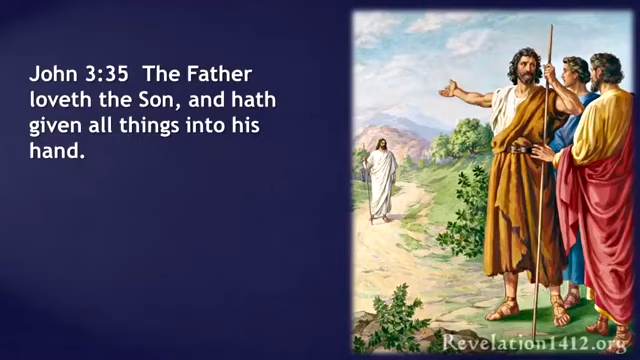 John 3:35  The Father
loveth the Son, and hath
given all things into his
hand.
Revelation1412.org